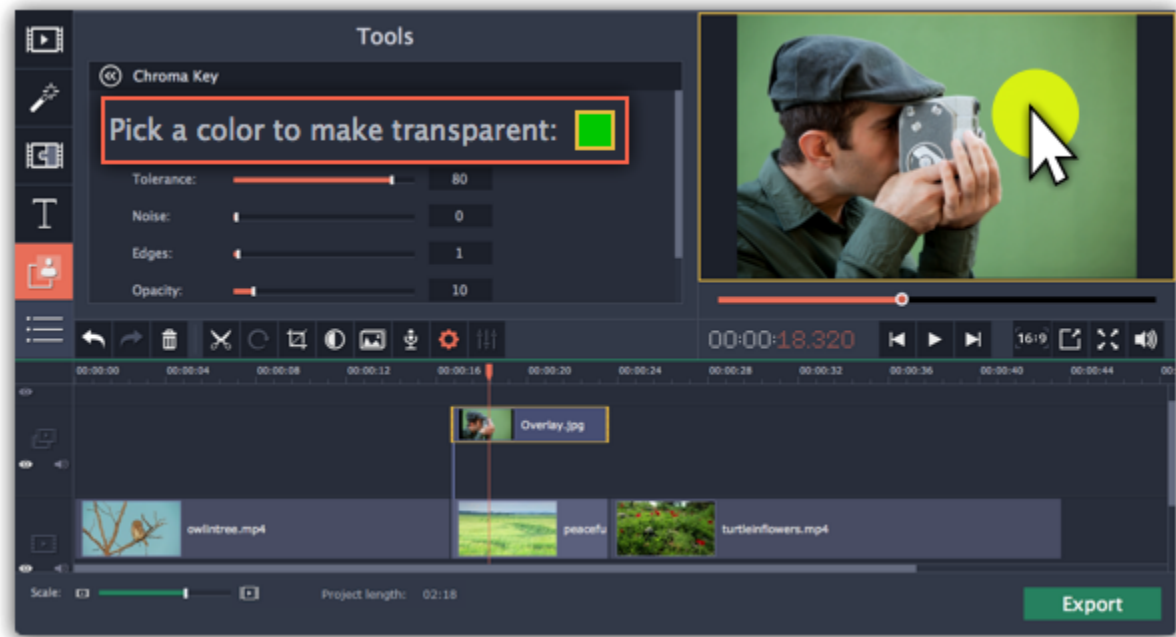 Tools
Chroma Key
Pick a color to make transparent:
Tolerance: 80
Noise: 0
Edges: 1
Opacity: 10
00:00:18.320
16:9
00:00:00 00:00:04 00:00:08 00:00:12 00:00:16 00:00:20 00:00:24 00:00:28 00:00:32 00:00:36 00:00:40 00:00:44 00:
Overlay.jpg
owlintree.mp4 peacefu turtleinflowers.mp4
Scale: Project length: 02:18
Export